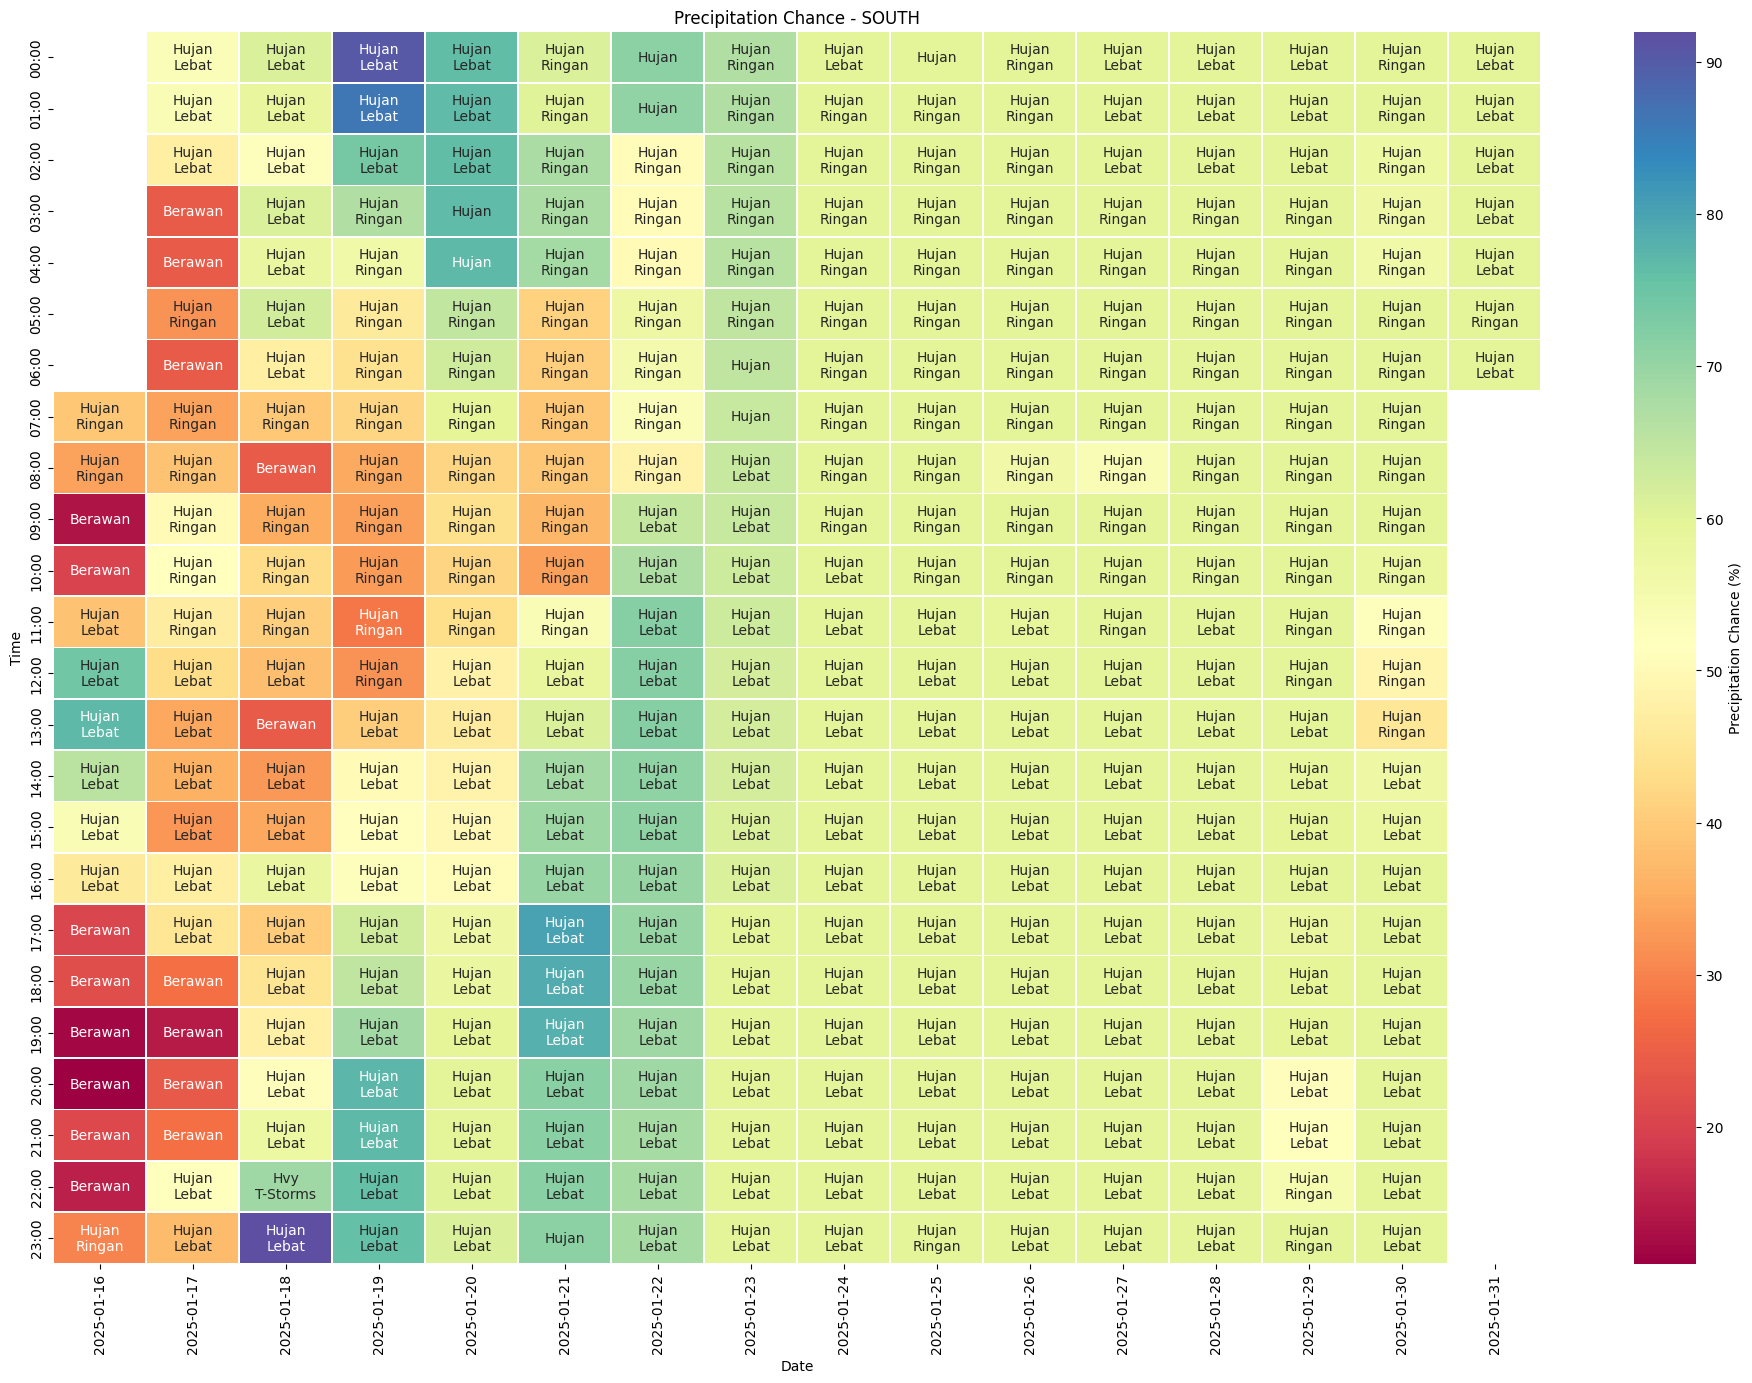 Precipitation Chance - SOUTH
Hujan Hujan Hujan Hujan Hujan Hujan Hujan Hujan Hujan Hujan Hujan Hujan Hujan
00:00 Hujan Hujan
Lebat Lebat Lebat Lebat Ringan Ringan Lebat Ringan Lebat Lebat Lebat Ringan Lebat
Hujan Hujan Hujan Hujan Hujan Hujan Hujan Hujan Hujan Hujan Hujan Hujan Hujan Hujan
01:00 Hujan
Lebat Lebat Lebat Lebat Ringan Ringan Ringan Ringan Ringan Lebat Lebat Lebat Ringan Lebat
Hujan Hujan Hujan Hujan Hujan Hujan Hujan Hujan Hujan Hujan Hujan Hujan Hujan Hujan Hujan
02:00
Lebat Lebat Lebat Lebat Ringan Ringan Ringan Ringan Ringan Ringan Lebat Lebat Lebat Ringan Lebat
Hujan Hujan Hujan Hujan Hujan Hujan Hujan Hujan Hujan Hujan Hujan Hujan Hujan
03:00 Berawan Hujan
Lebat Ringan Ringan Ringan Ringan Ringan Ringan Ringan Ringan Ringan Ringan Ringan Lebat
Hujan Hujan Hujan Hujan Hujan Hujan Hujan Hujan Hujan Hujan Hujan Hujan Hujan
04:00 Berawan Hujan
Lebat Ringan Ringan Ringan Ringan Ringan Ringan Ringan Ringan Ringan Ringan Ringan Lebat
Hujan Hujan Hujan Hujan Hujan Hujan Hujan Hujan Hujan Hujan Hujan Hujan Hujan Hujan Hujan
05:00
Ringan Lebat Ringan Ringan Ringan Ringan Ringan Ringan Ringan Ringan Ringan Ringan Ringan Ringan Ringan
Hujan Hujan Hujan Hujan Hujan Hujan Hujan Hujan Hujan Hujan Hujan Hujan Hujan
06:00 Berawan Hujan
Lebat Ringan Ringan Ringan Ringan Ringan Ringan Ringan Ringan Ringan Ringan Ringan Lebat
Hujan Hujan Hujan Hujan Hujan Hujan Hujan Hujan Hujan Hujan Hujan Hujan Hujan Hujan
07:00 Hujan
Ringan Ringan Ringan Ringan Ringan Ringan Ringan Ringan Ringan Ringan Ringan Ringan Ringan Ringan
Hujan Hujan Hujan Hujan Hujan Hujan Hujan Hujan Hujan Hujan Hujan Hujan Hujan Hujan
08:00 Berawan
Ringan Ringan Ringan Ringan Ringan Ringan Lebat Ringan Ringan Ringan Ringan Ringan Ringan Ringan
Hujan Hujan Hujan Hujan Hujan Hujan Hujan Hujan Hujan Hujan Hujan Hujan Hujan Hujan
09:00 Berawan
Ringan Ringan Ringan Ringan Ringan Lebat Lebat Ringan Ringan Ringan Ringan Ringan Ringan Ringan
Hujan Hujan Hujan Hujan Hujan Hujan Hujan Hujan Hujan Hujan Hujan Hujan Hujan Hujan
10:00 Berawan
Ringan Ringan Ringan Ringan Ringan Lebat Lebat Lebat Ringan Ringan Ringan Ringan Ringan Ringan
Hujan Hujan Hujan Hujan Hujan Hujan Hujan Hujan Hujan Hujan Hujan Hujan Hujan Hujan Hujan
11:00
Lebat Ringan Ringan Ringan Ringan Ringan Lebat Lebat Lebat Lebat Lebat Ringan Lebat Ringan Ringan
Hujan Hujan Hujan Hujan Hujan Hujan Hujan Hujan Hujan Hujan Hujan Hujan Hujan Hujan Hujan
12:00
Lebat Lebat Lebat Ringan Lebat Lebat Lebat Lebat Lebat Lebat Lebat Lebat Lebat Ringan Ringan
Hujan Hujan Hujan Hujan Hujan Hujan Hujan Hujan Hujan Hujan Hujan Hujan Hujan Hujan
13:00 Berawan
Lebat Lebat Lebat Lebat Lebat Lebat Lebat Lebat Lebat Lebat Lebat Lebat Lebat Ringan
Hujan Hujan Hujan Hujan Hujan Hujan Hujan Hujan Hujan Hujan Hujan Hujan Hujan Hujan Hujan
14:00
Lebat Lebat Lebat Lebat Lebat Lebat Lebat Lebat Lebat Lebat Lebat Lebat Lebat Lebat Lebat
Hujan Hujan Hujan Hujan Hujan Hujan Hujan Hujan Hujan Hujan Hujan Hujan Hujan Hujan Hujan
15:00
Lebat Lebat Lebat Lebat Lebat Lebat Lebat Lebat Lebat Lebat Lebat Lebat Lebat Lebat Lebat
Hujan Hujan Hujan Hujan Hujan Hujan Hujan Hujan Hujan Hujan Hujan Hujan Hujan Hujan Hujan
16:00
Lebat Lebat Lebat Lebat Lebat Lebat Lebat Lebat Lebat Lebat Lebat Lebat Lebat Lebat Lebat
Hujan Hujan Hujan Hujan Hujan Hujan Hujan Hujan Hujan Hujan Hujan Hujan Hujan Hujan
17:00 Berawan
Lebat Lebat Lebat Lebat Lebat Lebat Lebat Lebat Lebat Lebat Lebat Lebat Lebat Lebat
Hujan Hujan Hujan Hujan Hujan Hujan Hujan Hujan Hujan Hujan Hujan Hujan Hujan
18:00 Berawan Berawan
Lebat Lebat Lebat Lebat Lebat Lebat Lebat Lebat Lebat Lebat Lebat Lebat Lebat
Hujan Hujan Hujan Hujan Hujan Hujan Hujan Hujan Hujan Hujan Hujan Hujan Hujan
19:00 Berawan Berawan
Lebat Lebat Lebat Lebat Lebat Lebat Lebat Lebat Lebat Lebat Lebat Lebat Lebat
Hujan Hujan Hujan Hujan Hujan Hujan Hujan Hujan Hujan Hujan Hujan Hujan Hujan
20:00 Berawan Berawan
Lebat Lebat Lebat Lebat Lebat Lebat Lebat Lebat Lebat Lebat Lebat Lebat Lebat
Hujan Hujan Hujan Hujan Hujan Hujan Hujan Hujan Hujan Hujan Hujan Hujan Hujan
21:00 Berawan Berawan
Lebat Lebat Lebat Lebat Lebat Lebat Lebat Lebat Lebat Lebat Lebat Lebat Lebat
Hujan Hvy Hujan Hujan Hujan Hujan Hujan Hujan Hujan Hujan Hujan Hujan Hujan Hujan
22:00 Berawan
Lebat T-Storms Lebat Lebat Lebat Lebat Lebat Lebat Lebat Lebat Lebat Lebat Ringan Lebat
Hujan Hujan Hujan Hujan Hujan Hujan Hujan Hujan Hujan Hujan Hujan Hujan Hujan Hujan
23:00 Hujan
Ringan Lebat Lebat Lebat Lebat Lebat Lebat Lebat Ringan Lebat Lebat Lebat Ringan Lebat
Time
2025-01-16
2025-01-17
2025-01-18
2025-01-19
2025-01-20
2025-01-21
2025-01-22
2025-01-23
2025-01-24
2025-01-25
2025-01-26
2025-01-27
2025-01-28
2025-01-29
2025-01-30
2025-01-31
Date
90
80
70
60
50
40
30
20
Precipitation Chance (%)